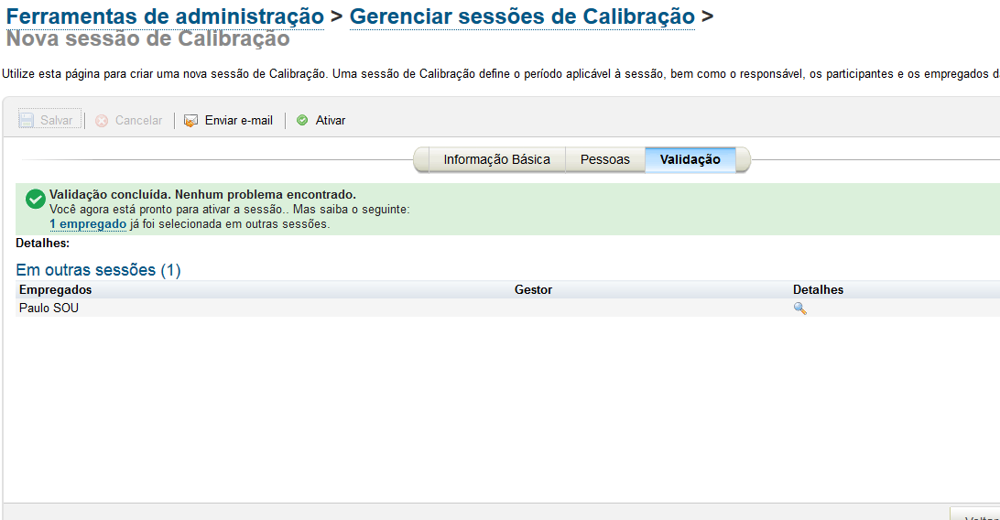 Ferramentas de administração > Gerenciar sessões de Calibração >
Nova sessão de Calibração
Utilize esta página para criar uma nova sessão de Calibração. Uma sessão de Calibração define o período aplicável à sessão, bem como o responsável, os participantes e os empregados
Salvar Cancelar Enviar e-mail Ativar
Informação Básica Pessoas Validação
Validação concluída. Nenhum problema encontrado.
Você agora está pronto para ativar a sessão.. Mas saiba o seguinte:
1 empregado já foi selecionada em outras sessões.
Detalhes:
Em outras sessões (1)
Empregados Gestor Detalhes
Paulo SOU